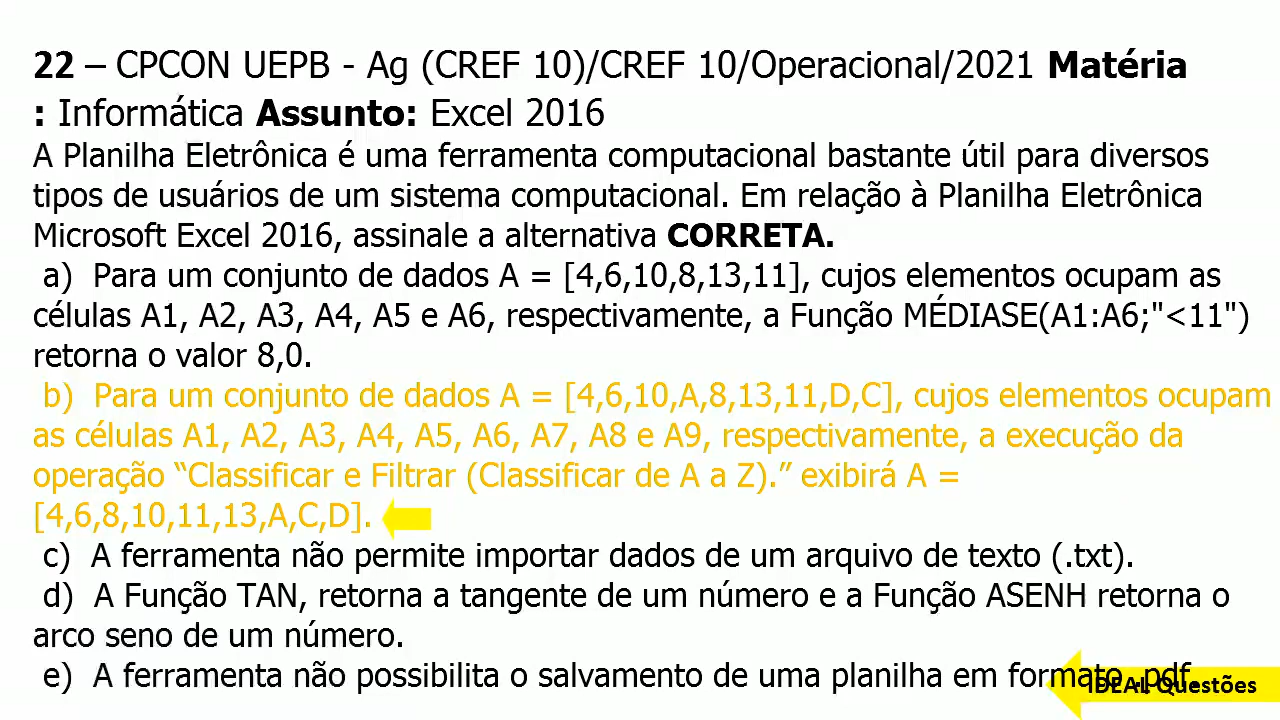 22 – CPCON UEPB - Ag (CREF 10)/CREF 10/Operacional/2021 Matéria
: Informática Assunto: Excel 2016
A Planilha Eletrônica é uma ferramenta computacional bastante útil para diversos
tipos de usuários de um sistema computacional. Em relação à Planilha Eletrônica
Microsoft Excel 2016, assinale a alternativa CORRETA.
a) Para um conjunto de dados A = [4,6,10,8,13,11], cujos elementos ocupam as
células A1, A2, A3, A4, A5 e A6, respectivamente, a Função MÉDIASE(A1:A6;"<11")
retorna o valor 8,0.
b) Para um conjunto de dados A = [4,6,10,A,8,13,11,D,C], cujos elementos ocupam
as células A1, A2, A3, A4, A5, A6, A7, A8 e A9, respectivamente, a execução da
operação “Classificar e Filtrar (Classificar de A a Z).” exibirá A =
[4,6,8,10,11,13,A,C,D].
c) A ferramenta não permite importar dados de um arquivo de texto (.txt).
d) A Função TAN, retorna a tangente de um número e a Função ASENH retorna o
arco seno de um número.
e) A ferramenta não possibilita o salvamento de uma planilha em formato .pdf.
IDEAL Questões